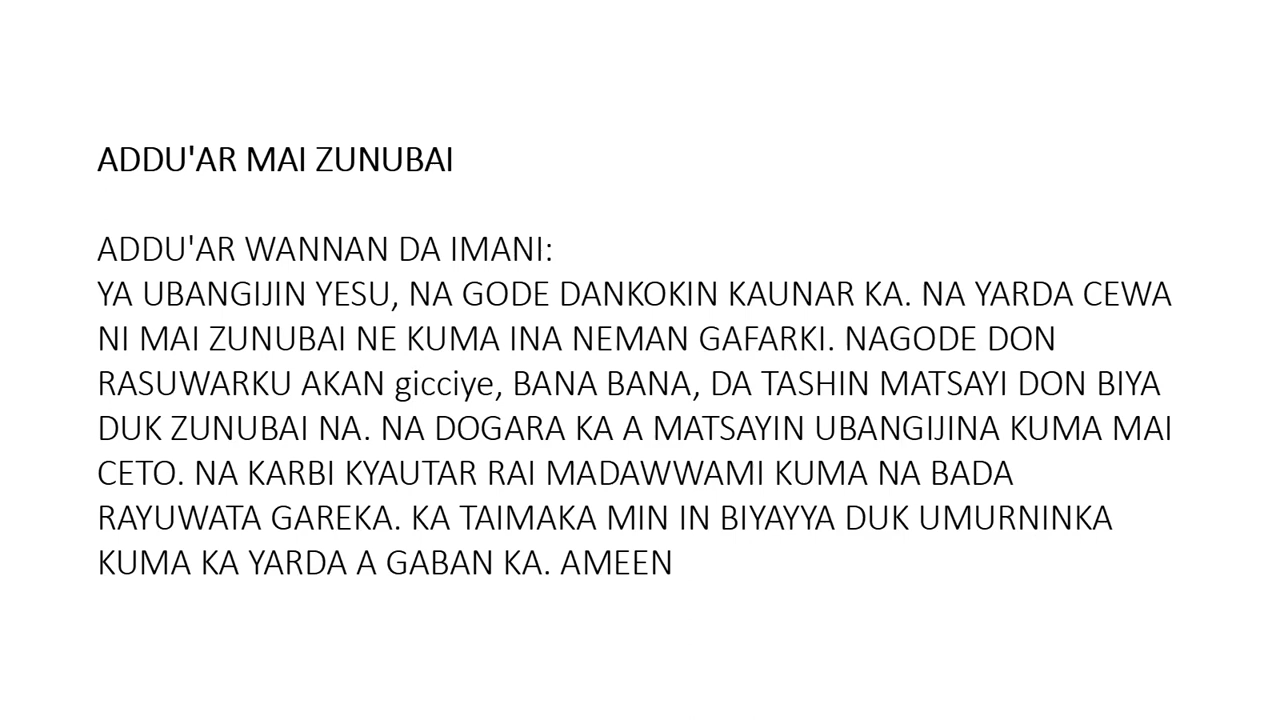 ADDU'AR MAI ZUNUBAI
ADDU'AR WANNAN DA IMANI:
YA UBANGIJIN YESU, NA GODE DANKOKIN KAUNAR KA. NA YARDA CEWA
NI MAI ZUNUBAI NE KUMA INA NEMAN GAFARKI. NAGODE DON
RASUWARKU AKAN gicciye, BANA BANA, DA TASHIN MATSAYI DON BIYA
DUK ZUNUBAI NA. NA DOGARA KA A MATSAYIN UBANGIJINA KUMA MAI
CETO. NA KARBI KYAUTAR RAI MADAWWAMI KUMA NA BADA
RAYUWATA GAREKA. KA TAIMAKA MIN IN BIYAYYA DUK UMURNINKA
KUMA KA YARDA A GABAN KA. AMEEN